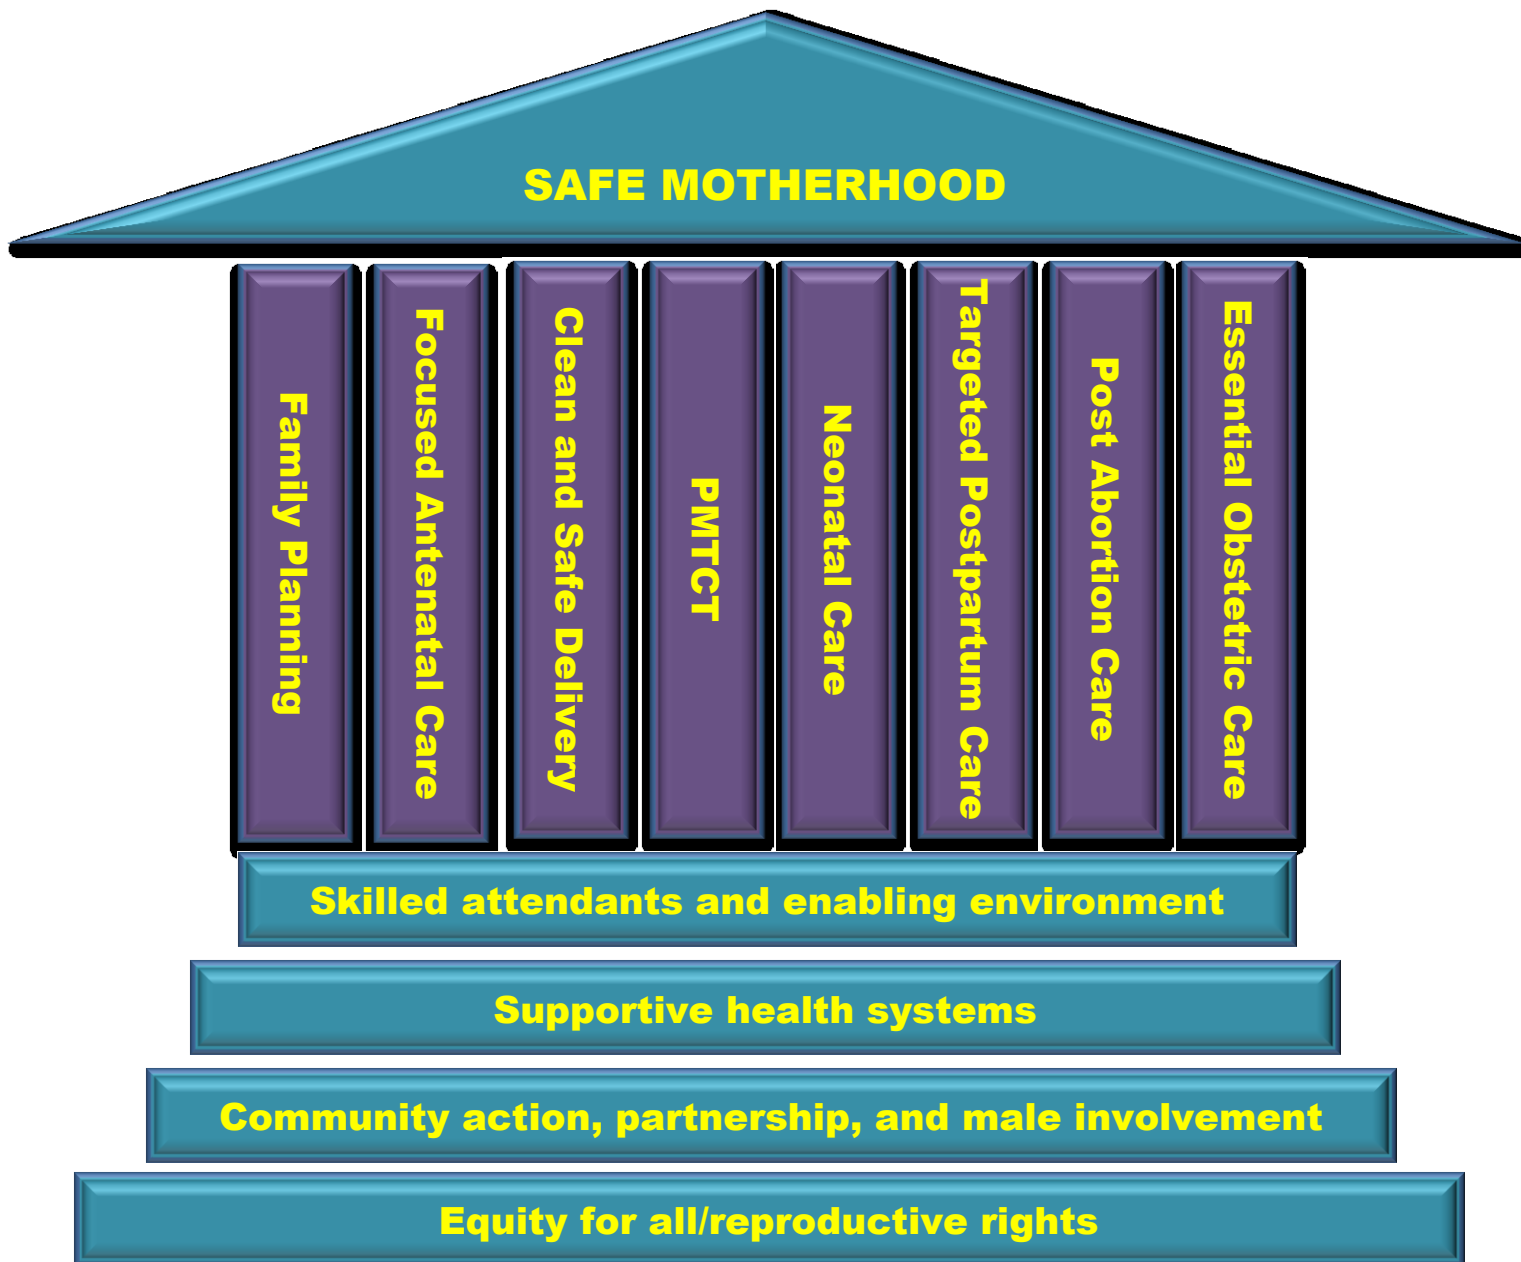 SAFE MOTHERHOOD
Family Planning
Focused Antenatal Care
Clean and Safe Delivery
PMTCT
Neonatal Care
Targeted Postpartum Care
Post Abortion Care
Essential Obstetric Care
Skilled attendants and enabling environment
Supportive health systems
Community action, partnership, and male involvement
Equity for all/reproductive rights